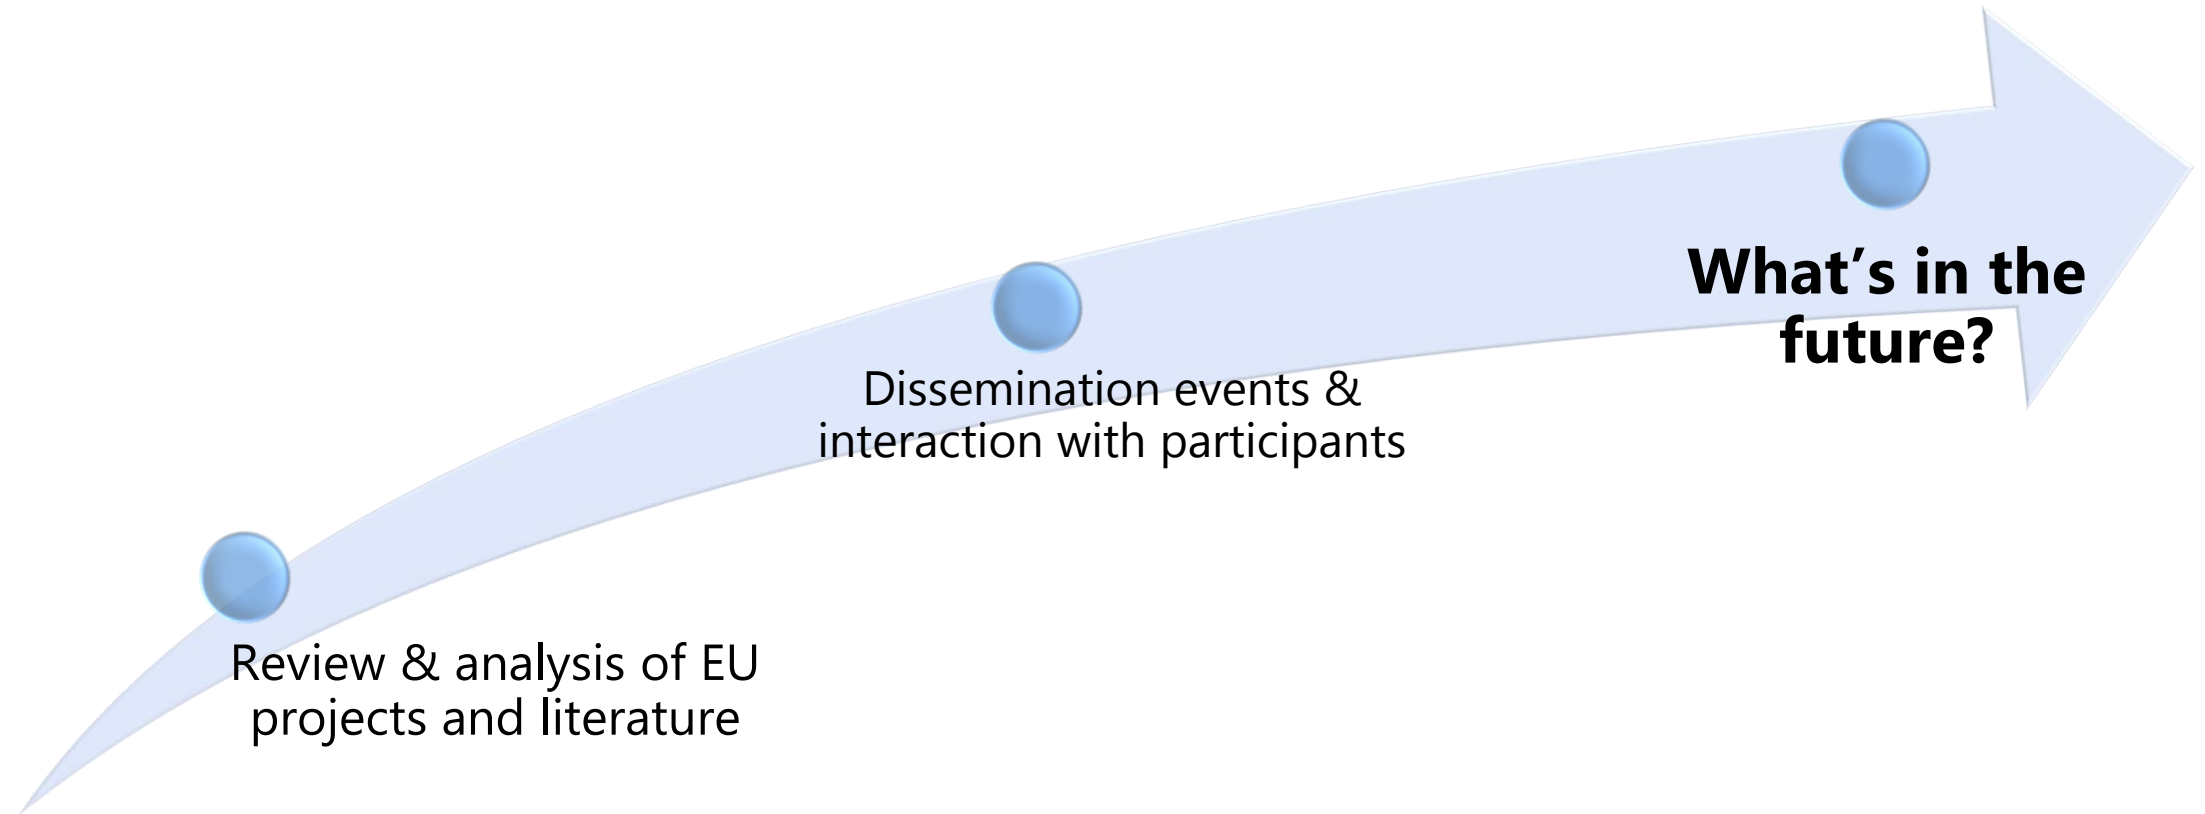 What’s in the
future?
Dissemination events &
interaction with participants
Review & analysis of EU
projects and literature